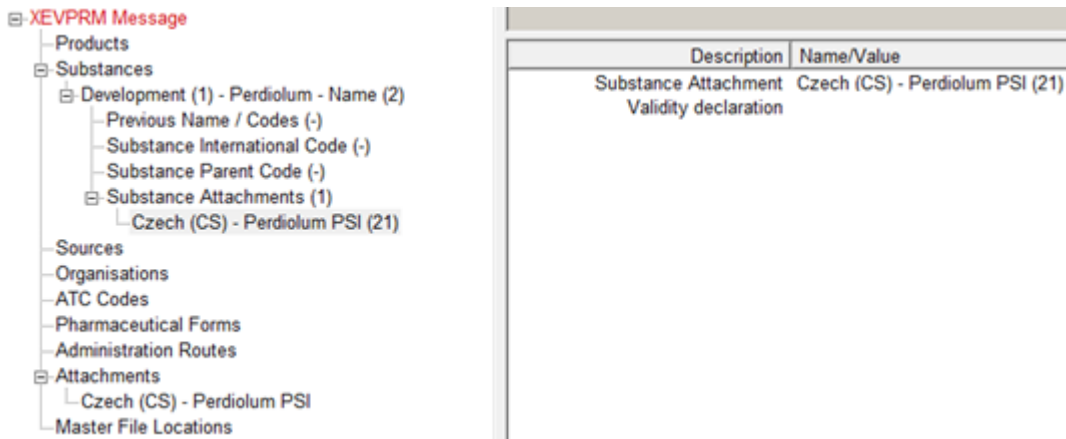 XEVPRM Message
Products
Substances
Development (1) - Perdiolum - Name (2)
Previous Name / Codes (-)
Substance International Code (-)
Substance Parent Code (-)
Substance Attachments (1)
Czech (CS) - Perdiolum PSI (21)
Sources
Organisations
ATC Codes
Pharmaceutical Forms
Administration Routes
Attachments
Czech (CS) - Perdiolum PSI
Master File Locations
Description Name/Value
Substance Attachment Czech (CS) - Perdiolum PSI (21)
Validity declaration